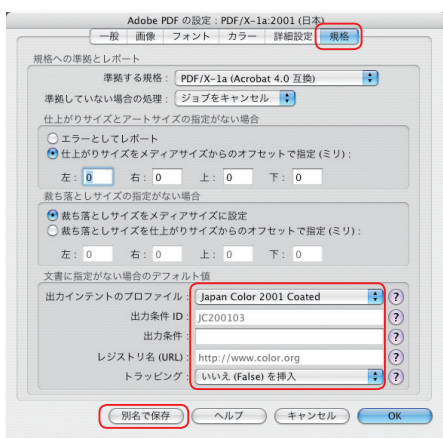 Adobe PDF の設定 : PDF/X-1a:2001 (日本)
一般 画像 フォント カラー 詳細設定 規格
規格への準拠とレポート
準拠する規格 : PDF/X-1a (Acrobat 4.0 互換)
準拠していない場合の処理 : ジョブをキャンセル
仕上がりサイズとアートサイズの指定がない場合
エラーとしてレポート
仕上がりサイズをメディアサイズからのオフセットで指定 (ミリ) :
左 : 0 右 : 0 上 : 0 下 : 0
裁ち落としサイズの指定がない場合
裁ち落としサイズをメディアサイズに設定
裁ち落としサイズを仕上がりサイズからのオフセットで指定 (ミリ) :
左 : 0 右 : 0 上 : 0 下 : 0
文書に指定がない場合のデフォルト値
出力インテントのプロファイル : Japan Color 2001 Coated ?
出力条件 ID : JC200103 ?
出力条件 : ?
レジストリ名 (URL) : http://www.color.org ?
トラッピング : いいえ (False) を挿入 ?
別名で保存 ヘルプ キャンセル OK